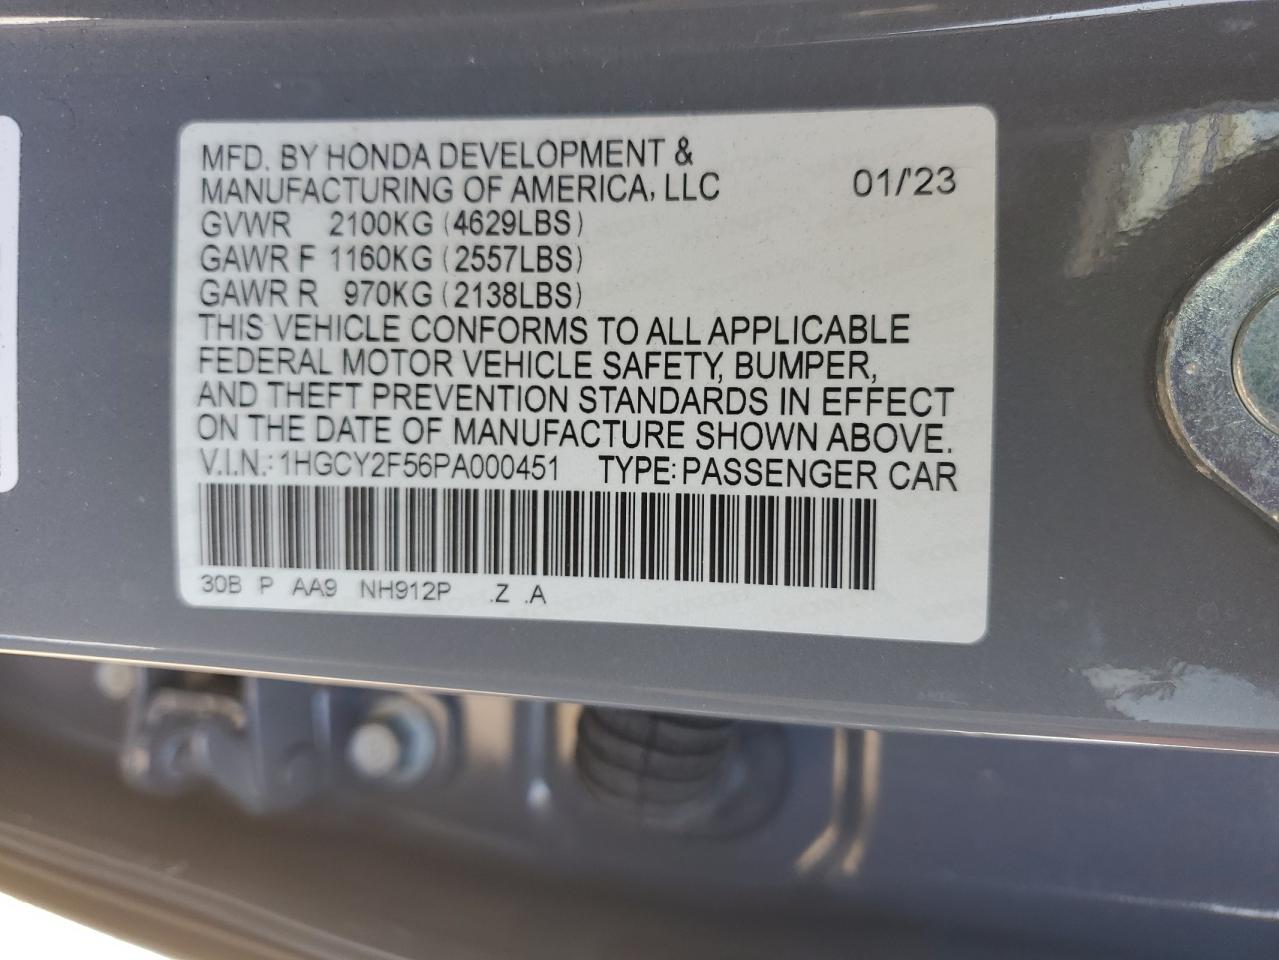 MFD. BY HONDA DEVELOPMENT &
MANUFACTURING OF AMERICA, LLC 01/'23
GVWR 2100KG (4629LBS)
GAWR F 1160KG (2557LBS)
GAWR R 970KG (2138LBS)
THIS VEHICLE CONFORMS TO ALL APPLICABLE
FEDERAL MOTOR VEHICLE SAFETY, BUMPER,
AND THEFT PREVENTION STANDARDS IN EFFECT
ON THE DATE OF MANUFACTURE SHOWN ABOVE.
V.I.N.: 1HGCY2F56PA000451 TYPE: PASSENGER CAR
30B P AA9 NH912P .Z .A